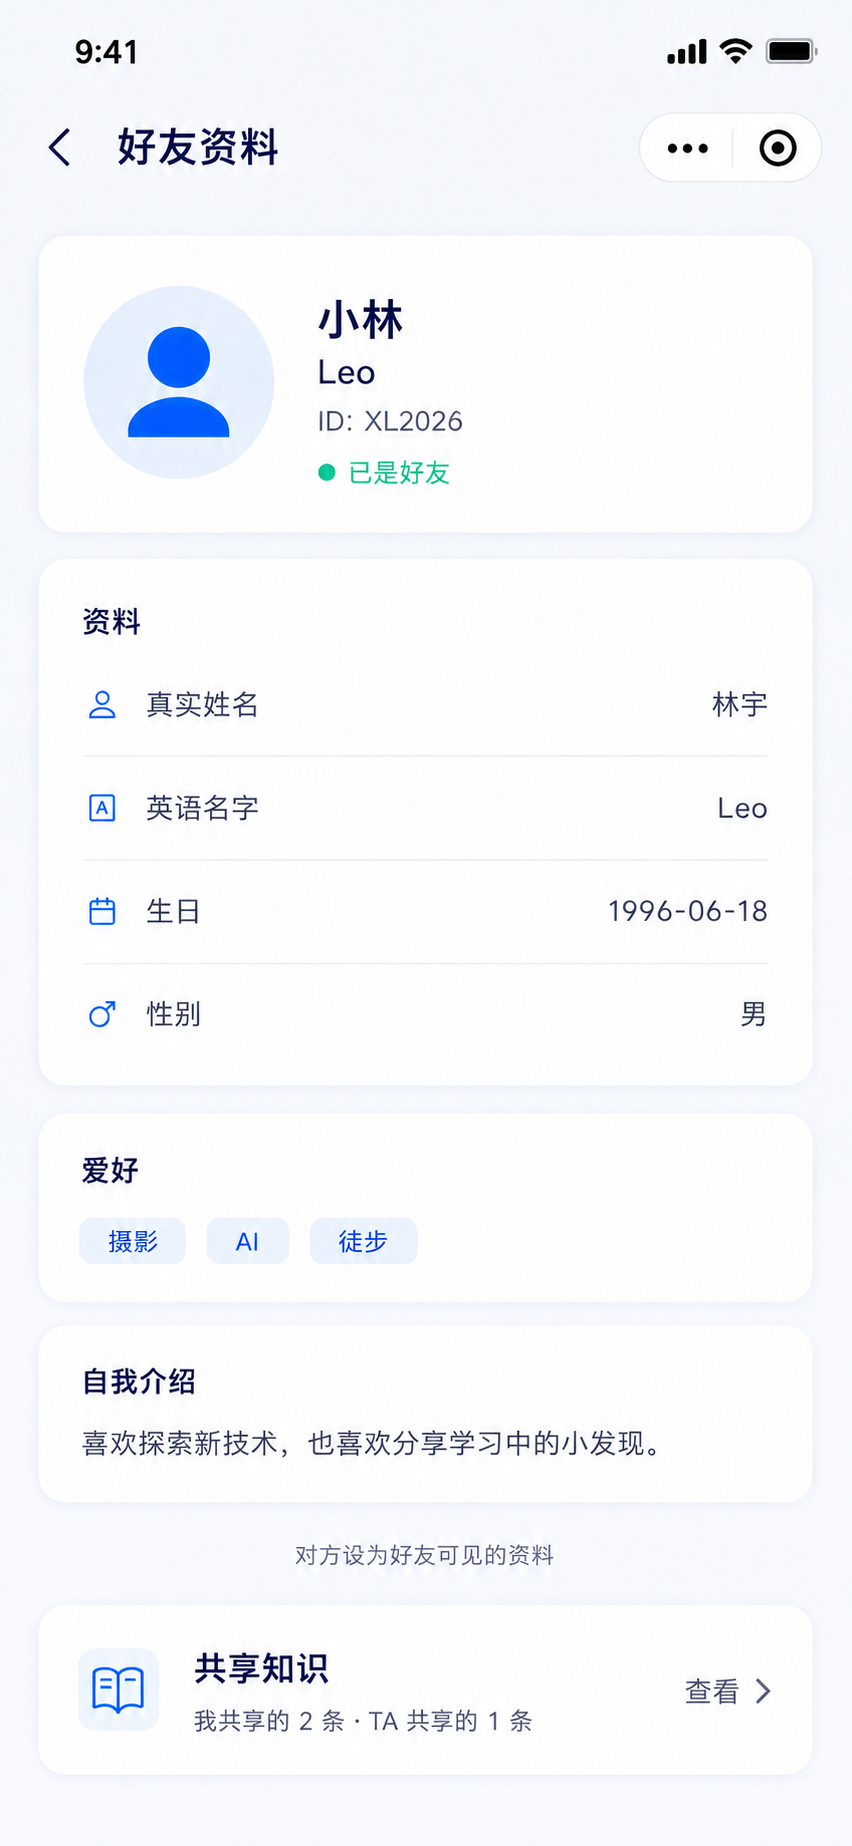 9:41
好友资料
小林
Leo
ID: XL2026
已是好友
资料
真实姓名 林宇
A 英语名字 Leo
生日 1996-06-18
性别 男
爱好
摄影 AI 徒步
自我介绍
喜欢探索新技术，也喜欢分享学习中的小发现。
对方设为好友可见的资料
共享知识
查看
我共享的 2 条 · TA 共享的 1 条